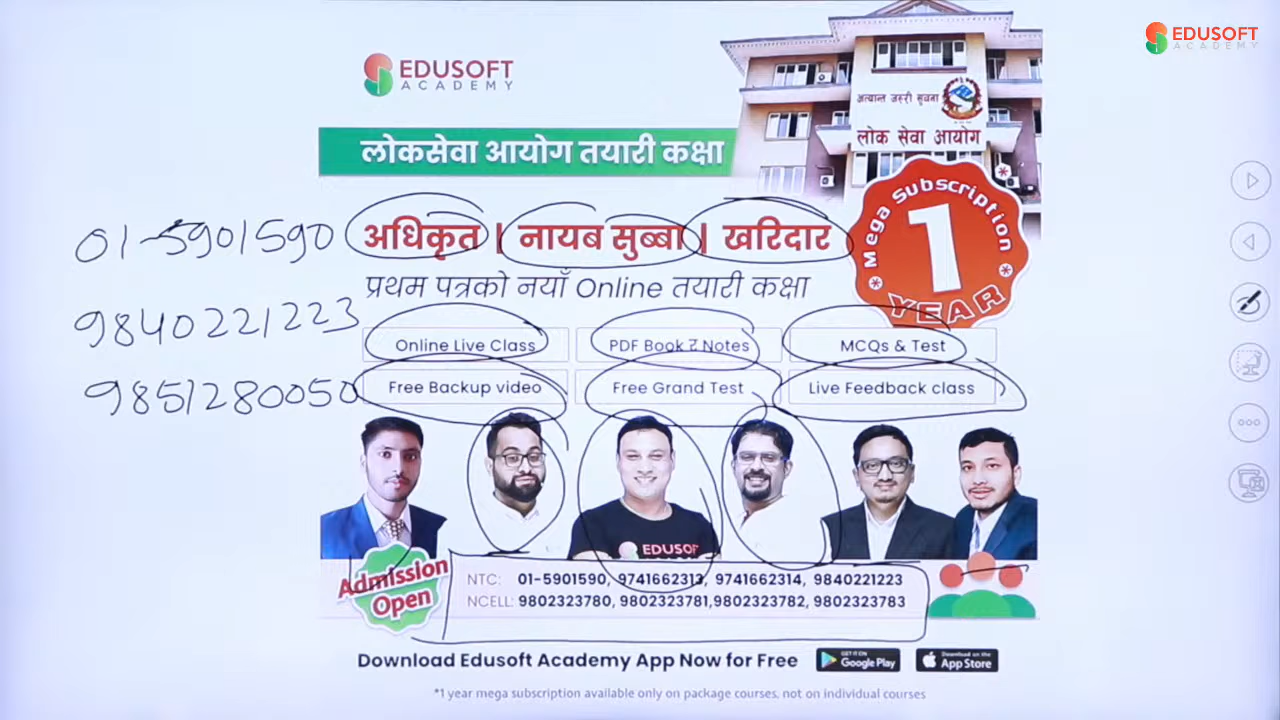 EDUSOFT
ACADEMY
EDUSOFT
ACADEMY
अत्यान्त जरुरी सुचना
लोक सेवा आयोग
लोकसेवा आयोग तयारी कक्षा
Mega Subscription
1
YEAR
01-5901590
अधिकृत | नायब सुब्बा | खरिदार
प्रथम पत्रको नयाँ Online तयारी कक्षा
9840221223
Online Live Class
PDF Book र Notes
MCQs & Test
9851280050
Free Backup video
Free Grand Test
Live Feedback class
EDUSOFT
Admission
Open
NTC: 01-5901590, 9741662313, 9741662314, 9840221223
NCELL: 9802323780, 9802323781,9802323782, 9802323783
Download Edusoft Academy App Now for Free
GET IT ON
Google Play
Download on the
App Store
*1 year mega subscription available only on package courses, not on individual courses